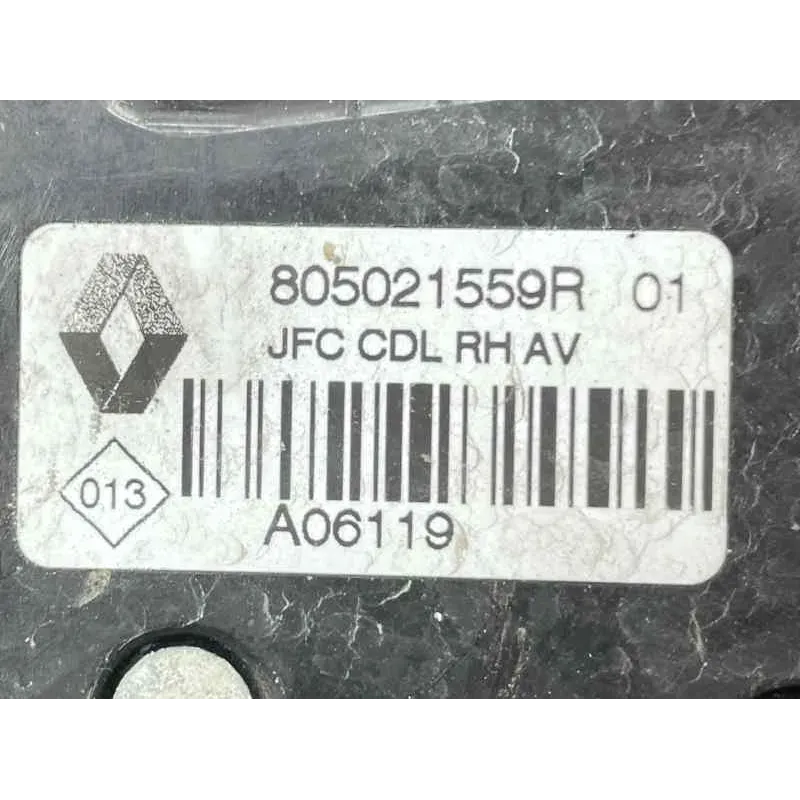 805021559R 01
JFC CDL RH AV
013
A06119